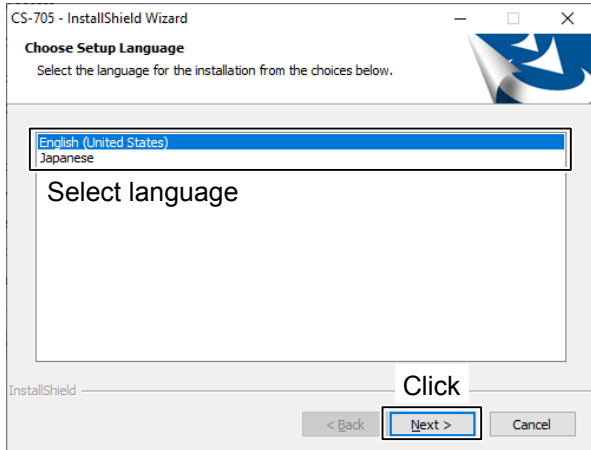 CS-705 - InstallShield Wizard
Choose Setup Language
Select the language for the installation from the choices below.
English (United States)
Japanese
Select language
InstallShield
Click
< Back
Next >
Cancel